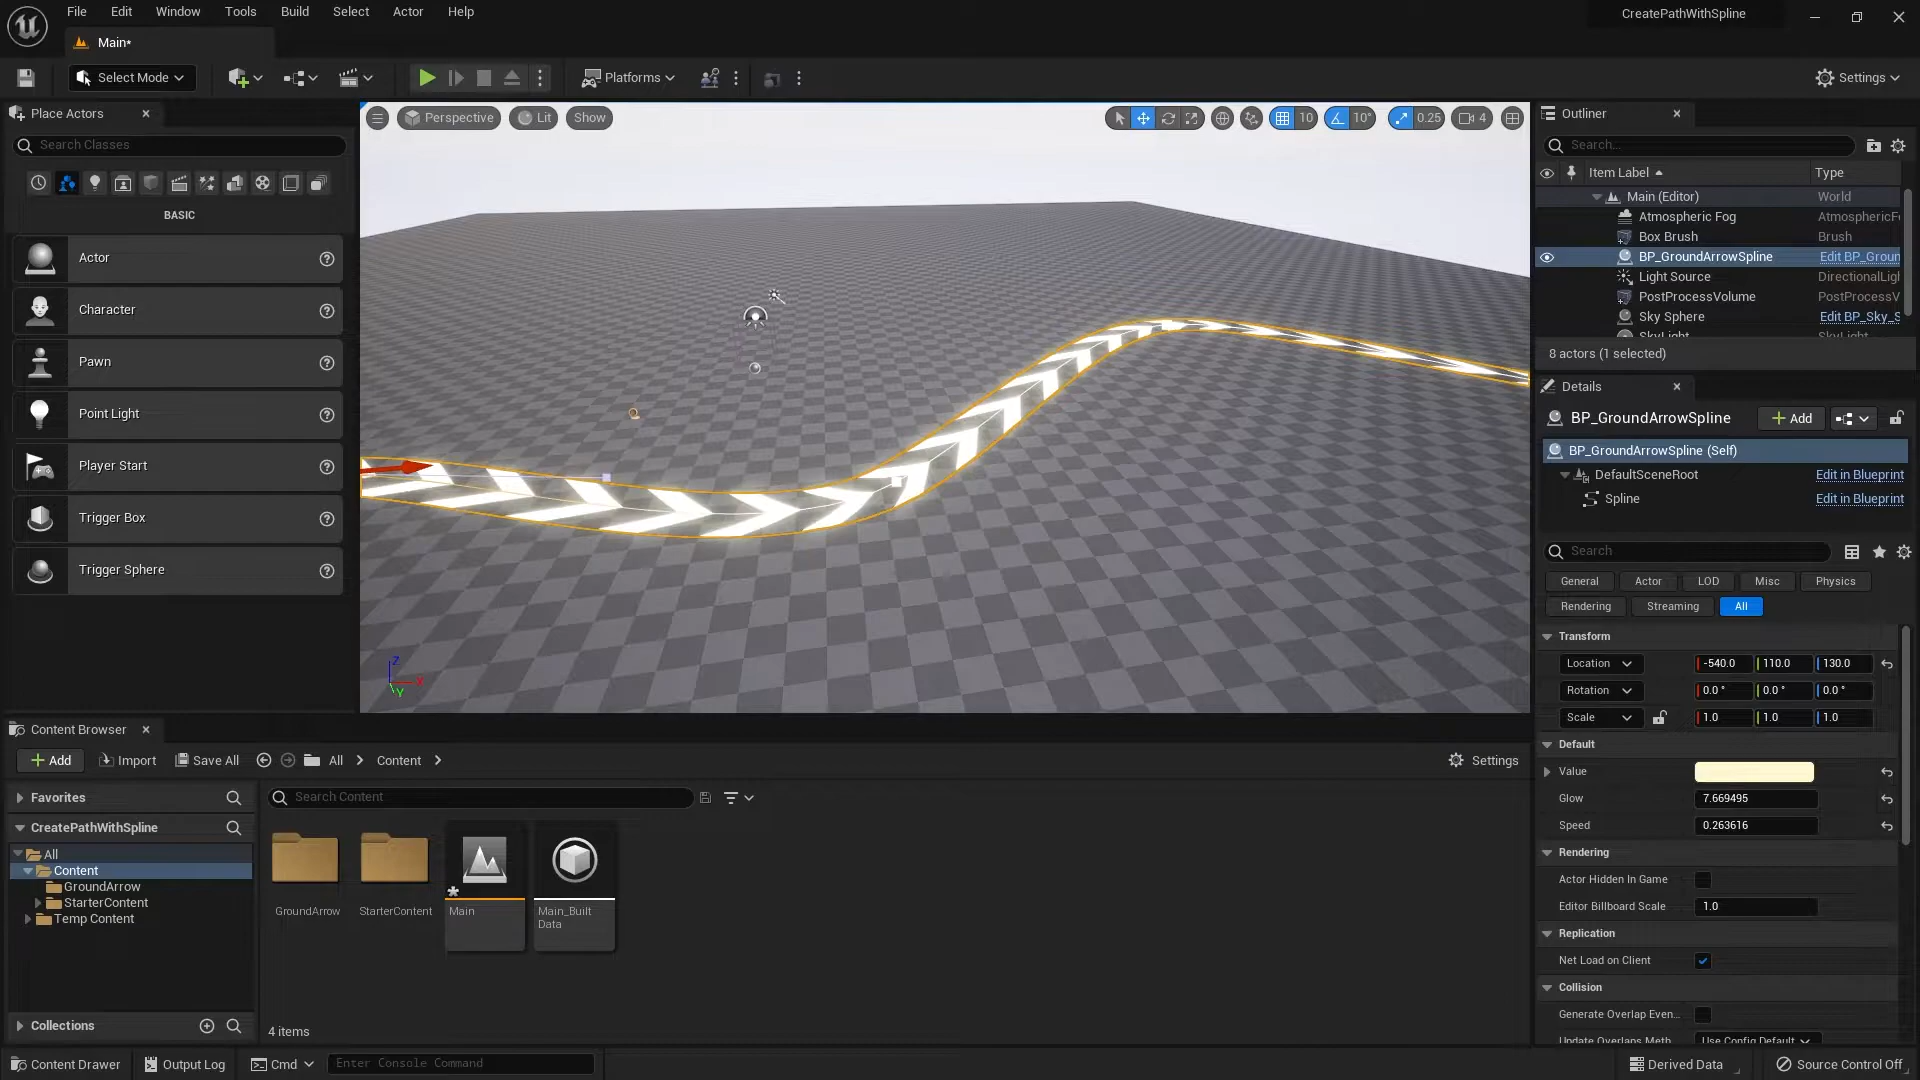 File Edit Window Tools Build Select Actor Help
CreatePathWithSpline
Main*
Select Mode
Platforms
Settings
Place Actors
Search Classes
BASIC
Actor
Character
Pawn
Point Light
Player Start
Trigger Box
Trigger Sphere
Perspective
Lit
Show
10
10°
0.25
4
Z
X
Y
Outliner
Search...
Item Label
Type
Main (Editor)
World
Atmospheric Fog
AtmosphericF
Box Brush
Brush
BP_GroundArrowSpline
Edit BP_Groun
Light Source
DirectionalLig
PostProcessVolume
PostProcessV
Sky Sphere
Edit BP_Sky_S
SkyLight
SkyLight
8 actors (1 selected)
Details
BP_GroundArrowSpline
Add
BP_GroundArrowSpline (Self)
DefaultSceneRoot
Edit in Blueprint
Spline
Edit in Blueprint
Search
General
Actor
LOD
Misc
Physics
Rendering
Streaming
All
Transform
Location
-540.0
110.0
130.0
Rotation
0.0 °
0.0 °
0.0 °
Scale
1.0
1.0
1.0
Default
Value
Glow
7.669495
Speed
0.263616
Rendering
Actor Hidden In Game
Editor Billboard Scale
1.0
Replication
Net Load on Client
Collision
Generate Overlap Even...
Update Overlaps Meth
Use Config Default
Content Browser
Add
Import
Save All
All
Content
Settings
Favorites
CreatePathWithSpline
All
Content
GroundArrow
StarterContent
Temp Content
Collections
Search Content
GroundArrow
StarterContent
Main
Main_Built
Data
4 items
Content Drawer
Output Log
Cmd
Enter Console Command
Derived Data
Source Control Off